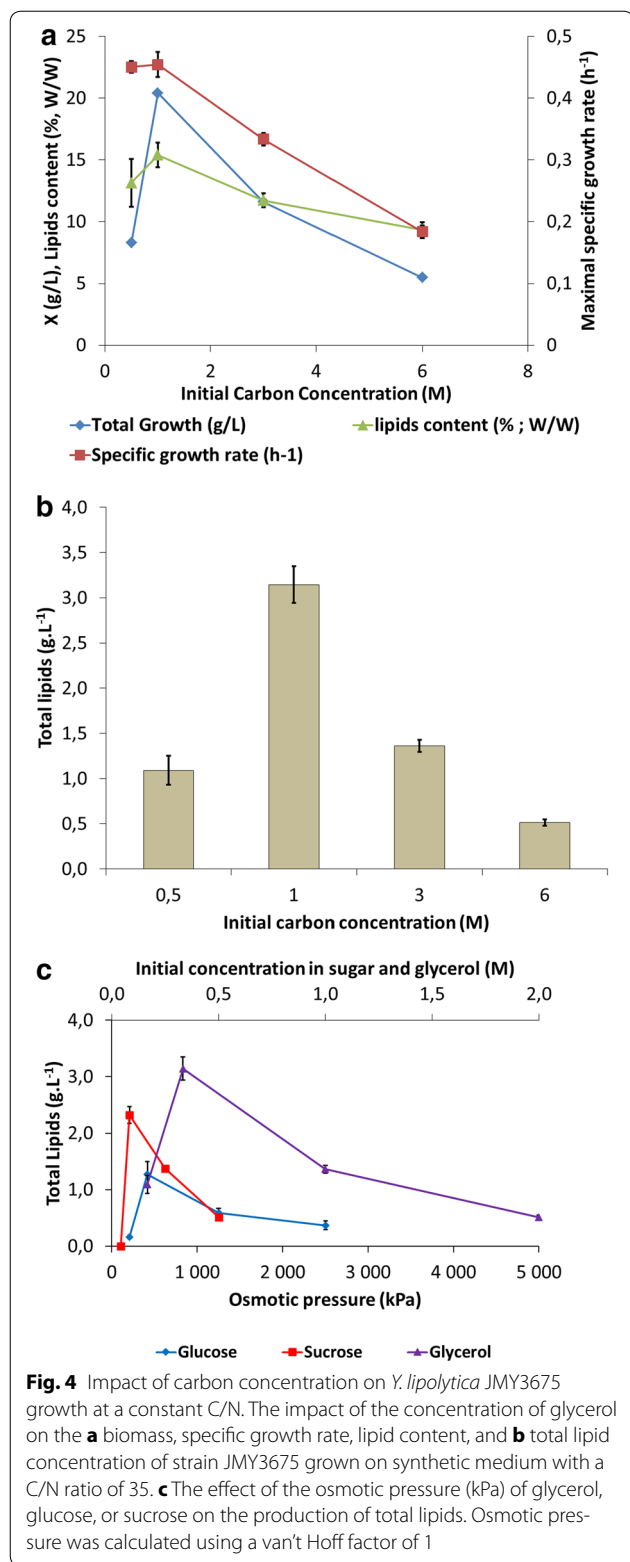 a
25
20
15
10
5
0
X (g/L), Lipids content (%, W/W)
0,5
0,4
0,3
0,2
0,1
0
Maximal specific growth rate (h-1)
0 2 4 6 8
Initial Carbon Concentration (M)
Total Growth (g/L) lipids content (% ; W/W)
Specific growth rate (h-1)
b
4,0
3,5
3,0
2,5
2,0
1,5
1,0
0,5
0,0
Total lipids (g.L-1)
0,5 1 3 6
Initial carbon concentration (M)
c
Initial concentration in sugar and glycerol (M)
0,0 0,5 1,0 1,5 2,0
4,0
3,0
2,0
1,0
0,0
Total Lipids (g.L-1)
0 1 000 2 000 3 000 4 000 5 000
Osmotic pressure (kPa)
Glucose Sucrose Glycerol
Fig. 4 Impact of carbon concentration on Y. lipolytica JMY3675
growth at a constant C/N. The impact of the concentration of glycerol
on the a biomass, specific growth rate, lipid content, and b total lipid
concentration of strain JMY3675 grown on synthetic medium with a
C/N ratio of 35. c The effect of the osmotic pressure (kPa) of glycerol,
glucose, or sucrose on the production of total lipids. Osmotic pres-
sure was calculated using a van't Hoff factor of 1